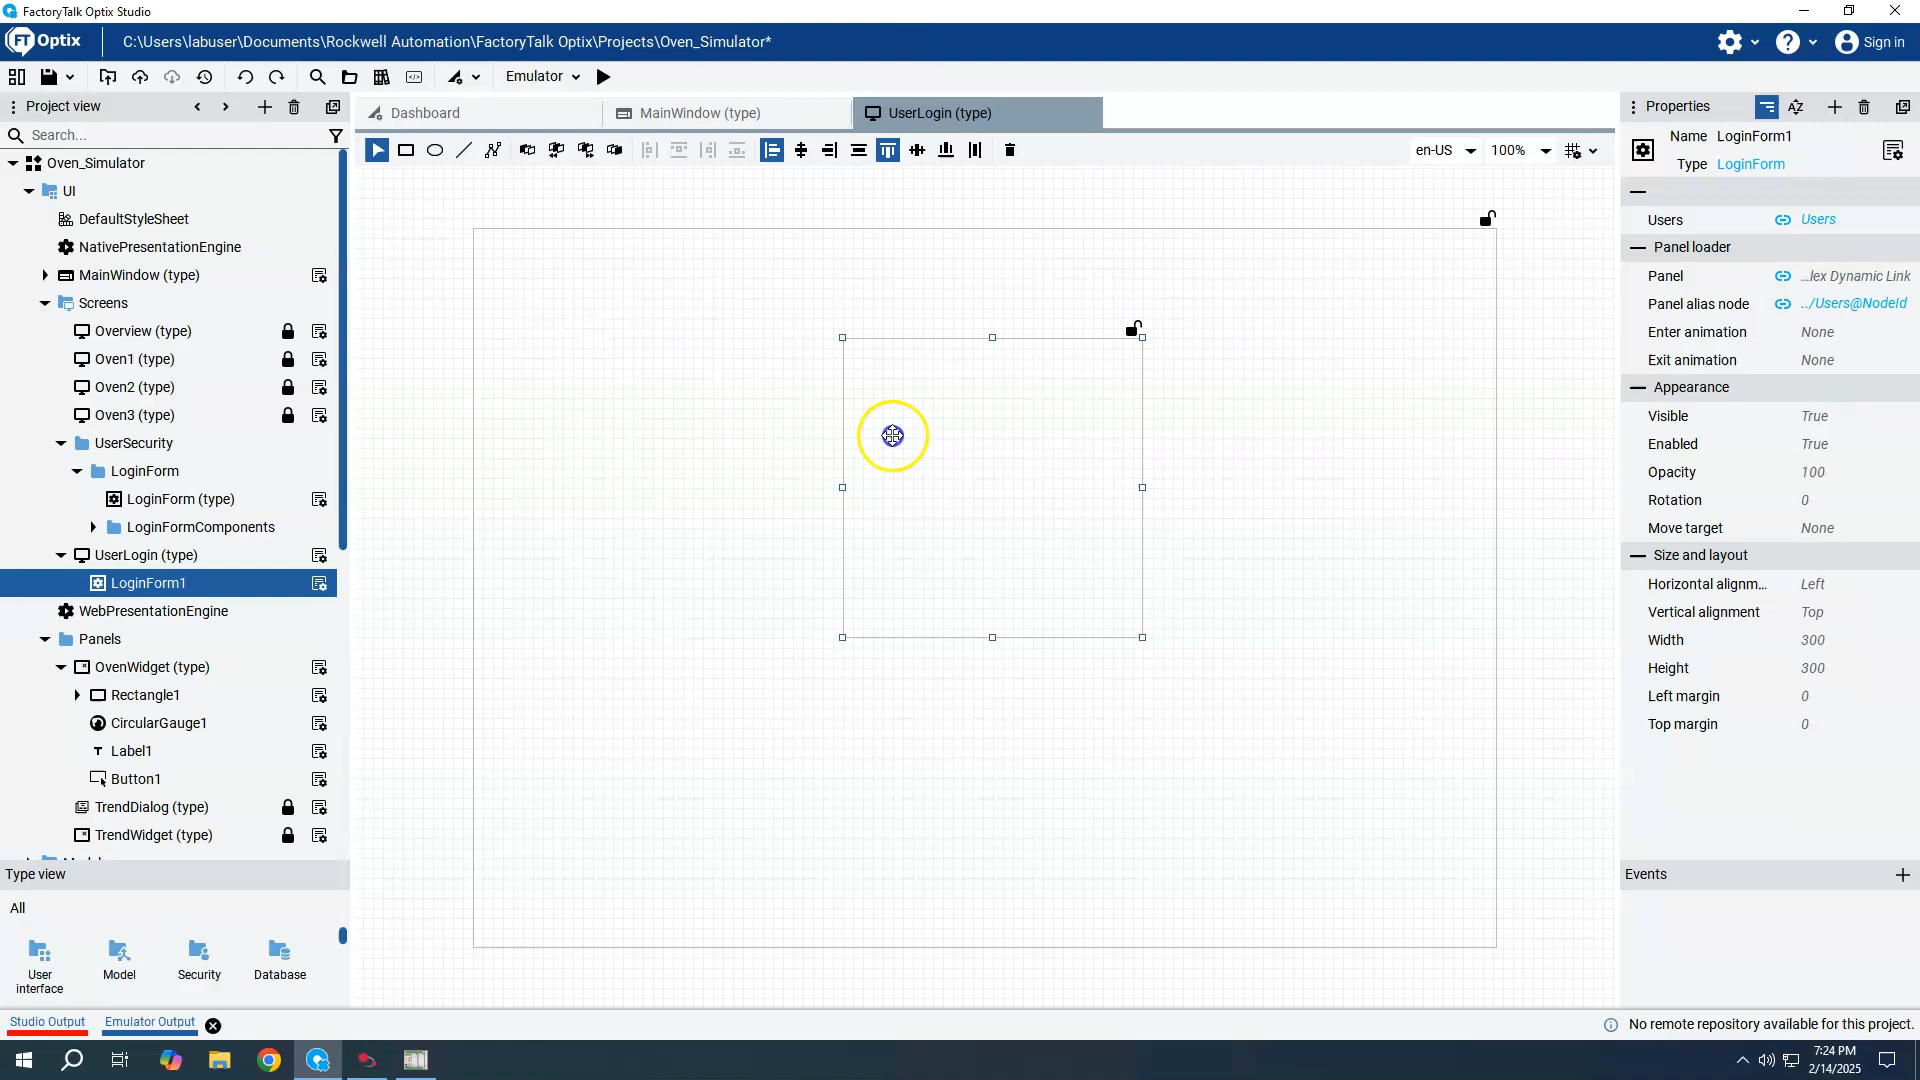 FactoryTalk Optix Studio
FT Optix
C:\Users\labuser\Documents\Rockwell Automation\FactoryTalk Optix\Projects\Oven_Simulator*
Sign in
Emulator
Project view
Search...
Oven_Simulator
UI
DefaultStyleSheet
NativePresentationEngine
MainWindow (type)
Screens
Overview (type)
Oven1 (type)
Oven2 (type)
Oven3 (type)
UserSecurity
LoginForm
LoginForm (type)
LoginFormComponents
UserLogin (type)
LoginForm1
WebPresentationEngine
Panels
OvenWidget (type)
Rectangle1
CircularGauge1
Label1
Button1
TrendDialog (type)
TrendWidget (type)
Type view
All
User interface
Model
Security
Database
Dashboard
MainWindow (type)
UserLogin (type)
en-US
100%
Properties
Name LoginForm1
Type LoginForm
Users Users
Panel loader
Panel ...lex Dynamic Link
Panel alias node ../Users@NodeId
Enter animation None
Exit animation None
Appearance
Visible True
Enabled True
Opacity 100
Rotation 0
Move target None
Size and layout
Horizontal alignm... Left
Vertical alignment Top
Width 300
Height 300
Left margin 0
Top margin 0
Events
Studio Output
Emulator Output
No remote repository available for this project.
7:24 PM
2/14/2025